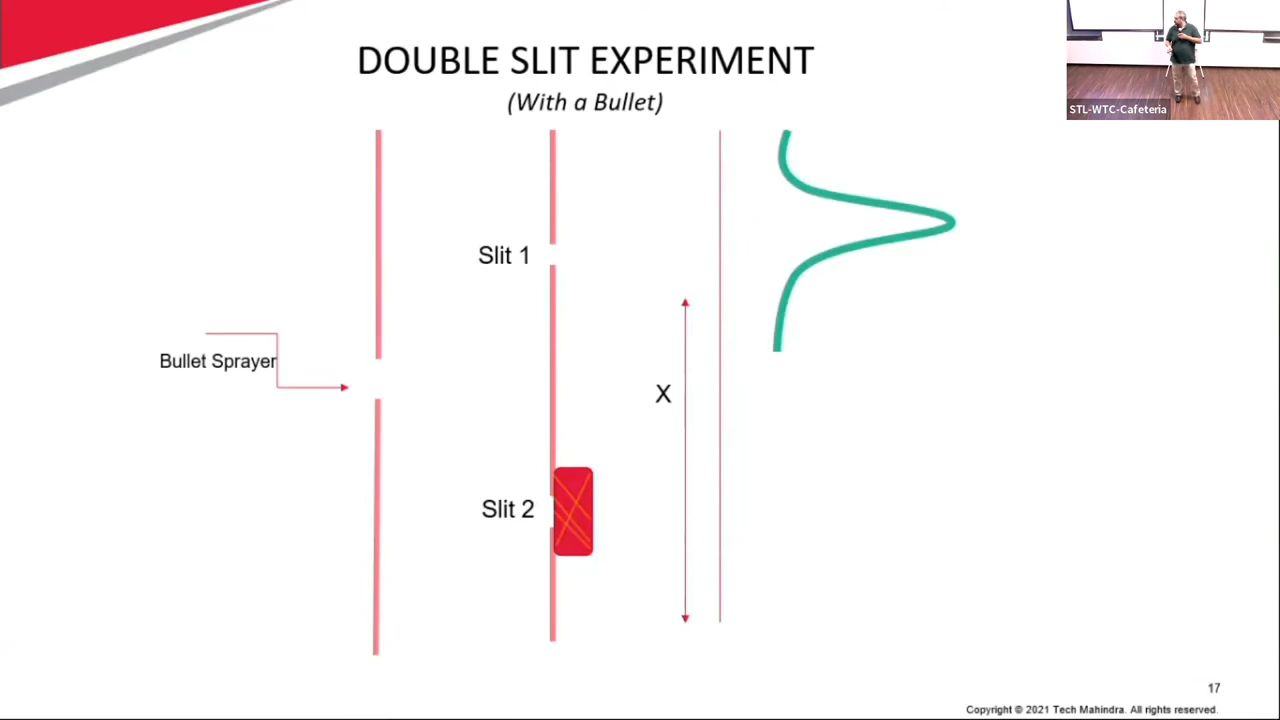 DOUBLE SLIT EXPERIMENT
(With a Bullet)
STL-WTC-Cafeteria
Slit 1
Bullet Sprayer
X
Slit 2
17
Copyright © 2021 Tech Mahindra. All rights reserved.